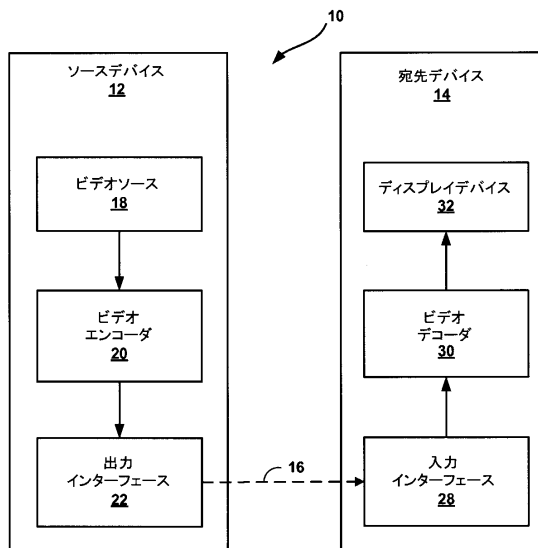 10
ソースデバイス
12
ビデオソース
18
ビデオ
エンコーダ
20
出力
インターフェース
22
16
宛先デバイス
14
ディスプレイデバイス
32
ビデオ
デコーダ
30
入力
インターフェース
28